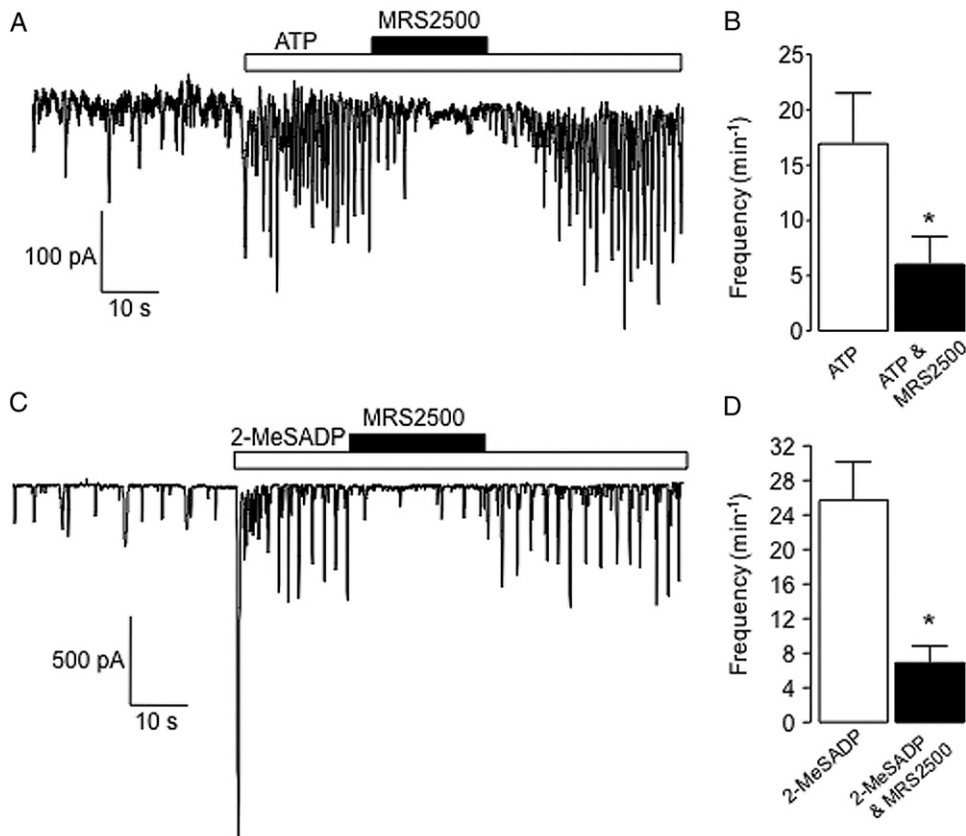 A
MRS2500
ATP
100 pA
10 s
B
25
20
15
10
5
0
Frequency (min-1)
*
ATP
ATP &
MRS2500
C
MRS2500
2-MeSADP
500 pA
10 s
D
32
28
24
20
16
12
8
4
0
Frequency (min-1)
*
2-MeSADP
2-MeSADP
& MRS2500